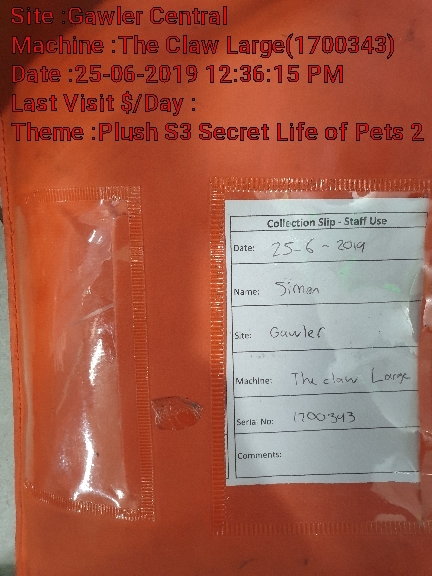 Site :Gawler Central
Machine :The Claw Large(1700343)
Date :25-06-2019 12:36:15 PM
Last Visit $/Day :
Theme :Plush S3 Secret Life of Pets 2
Collection Slip - Staff Use
Date: 25-6-2019
Name: Simon
Site: Gawler
Machine: The claw Large
Serial No: 1700343
Comments: